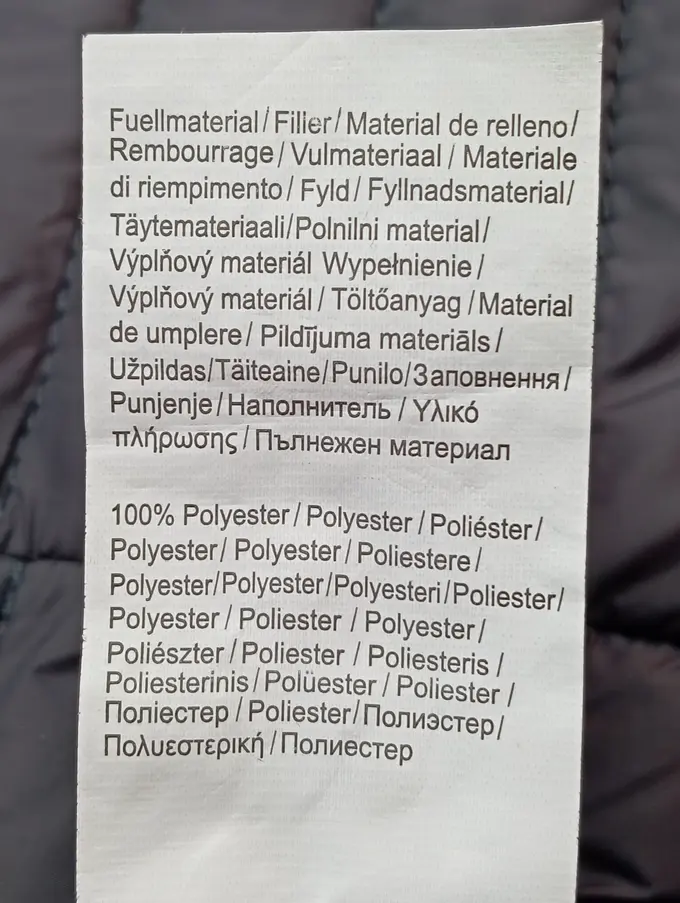 Fuellmaterial/Filler/Material de relleno/
Rembourrage/Vulmateriaal / Materiale
di riempimento/Fyld/Fyllnadsmaterial/
Täytemateriaali/Polnilni material/
Výplňový materiál Wypełnienie/
Výplňový materiál/Töltőanyag/Material
de umplere/Pildījuma materiāls/
Užpildas/Täiteaine/Punilo/Заповнення/
Punjenje/Наполнитель / Υλικό
πλήρωσης/Пълнежен материал
100% Polyester/Polyester/Poliéster/
Polyester/Polyester/Poliestere/
Polyester/Polyester/Polyesteri/Poliester/
Polyester/Poliester / Polyester/
Poliészter/Poliester / Poliesteris /
Poliesterinis/Polüester/Poliester /
Поліестер/Poliester/Полиэстер/
Πολυεστερική/Полиестер